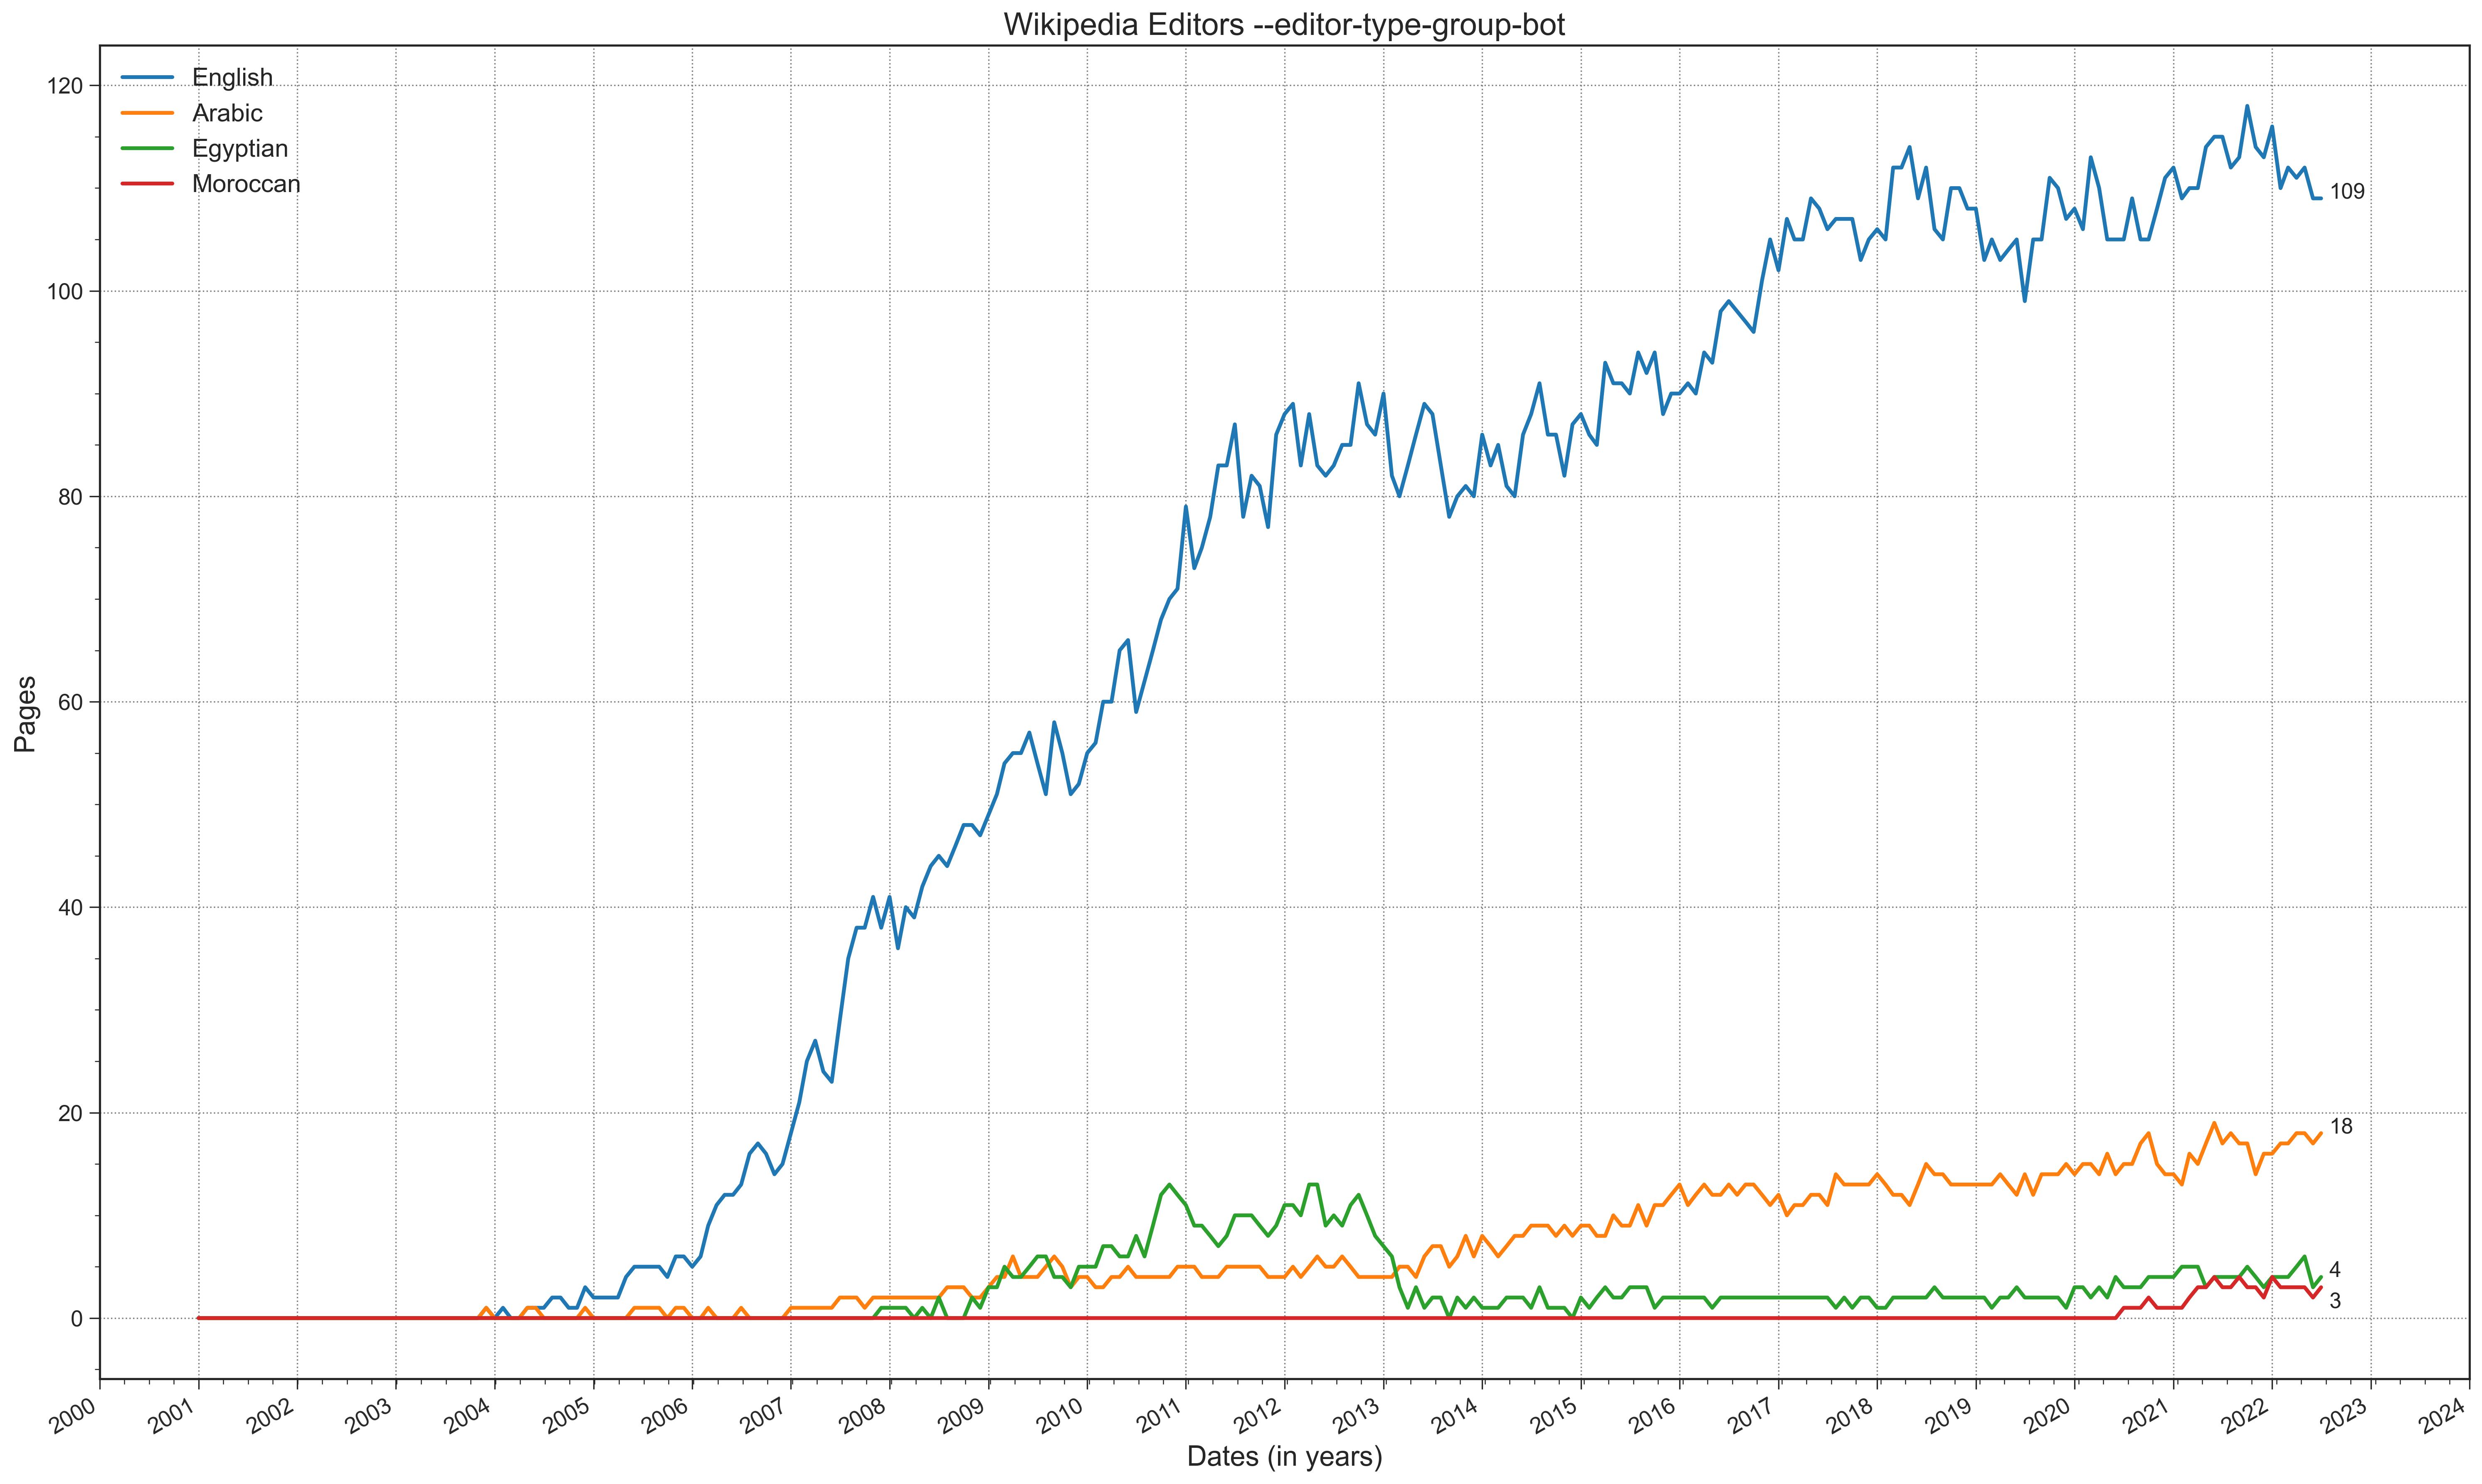 Wikipedia Editors --editor-type-group-bot
English
Arabic
Egyptian
Moroccan
120
100
80
60
40
20
0
Pages
109
18
4
3
2000 2001 2002 2003 2004 2005 2006 2007 2008 2009 2010 2011 2012 2013 2014 2015 2016 2017 2018 2019 2020 2021 2022 2023 2024
Dates (in years)